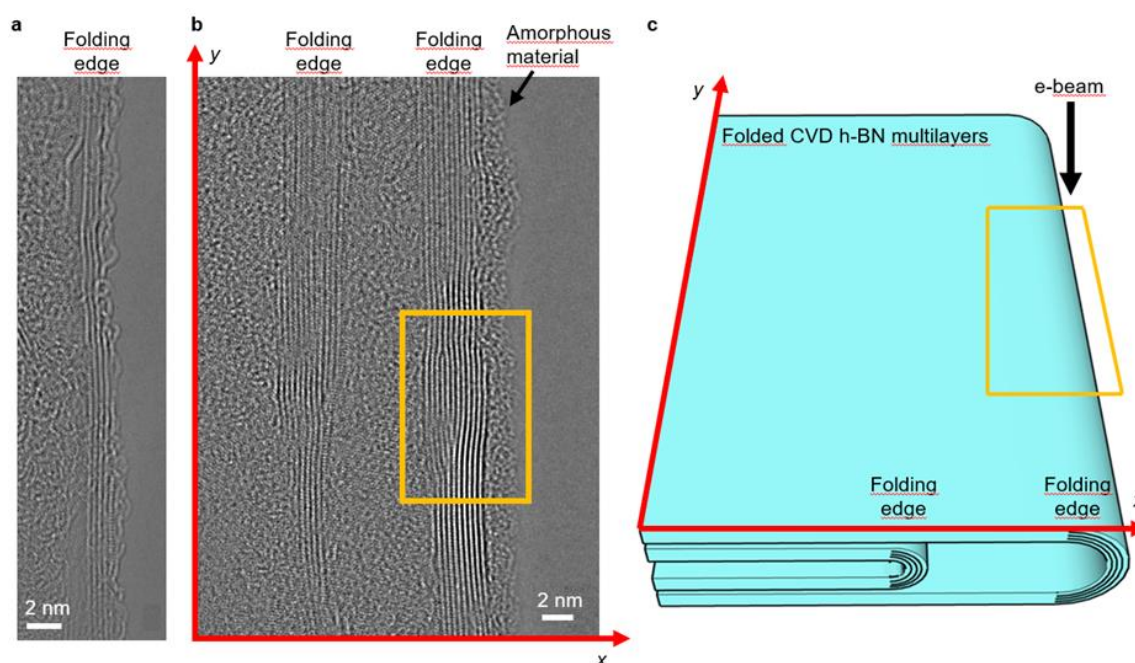 a
Folding
edge
2 nm
b
y
Folding
edge
Folding
edge
Amorphous
material
2 nm
x
c
y
e-beam
Folded CVD h-BN multilayers
Folding
edge
Folding
edge